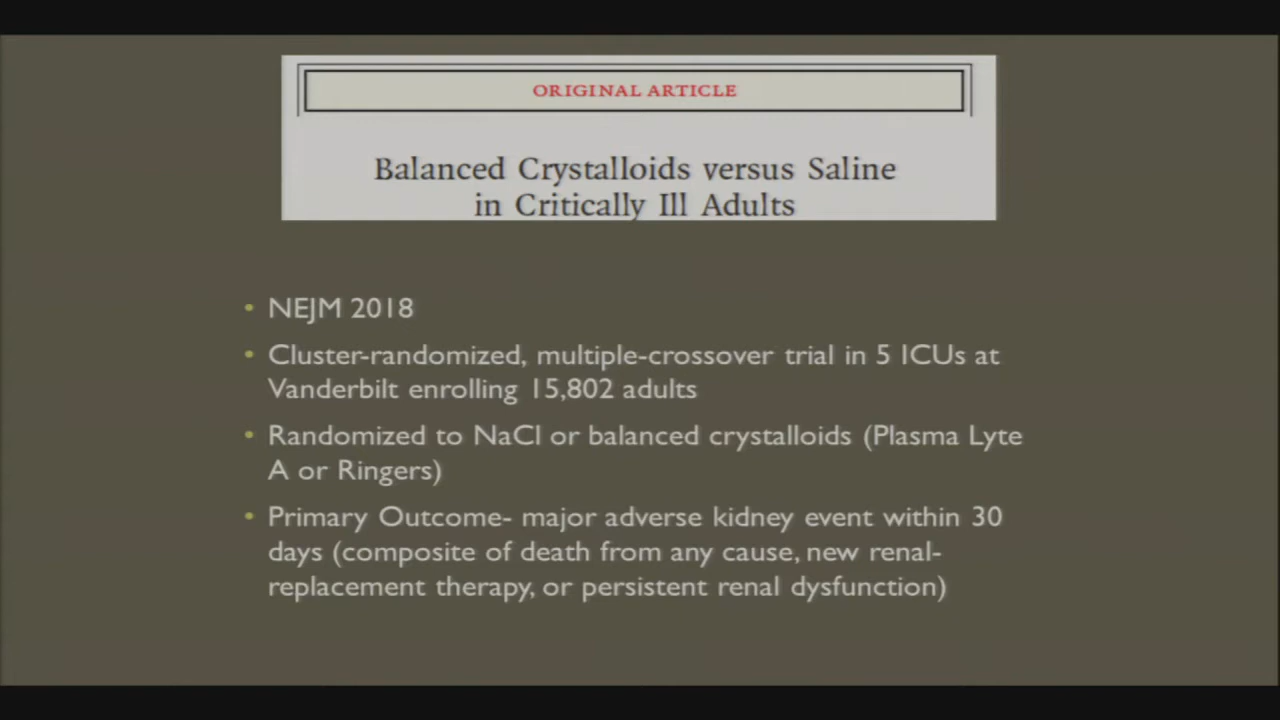 ORIGINAL ARTICLE
Balanced Crystalloids versus Saline
in Critically Ill Adults
• NEJM 2018
• Cluster-randomized, multiple-crossover trial in 5 ICUs at
Vanderbilt enrolling 15,802 adults
• Randomized to NaCl or balanced crystalloids (Plasma Lyte
A or Ringers)
• Primary Outcome- major adverse kidney event within 30
days (composite of death from any cause, new renal-
replacement therapy, or persistent renal dysfunction)